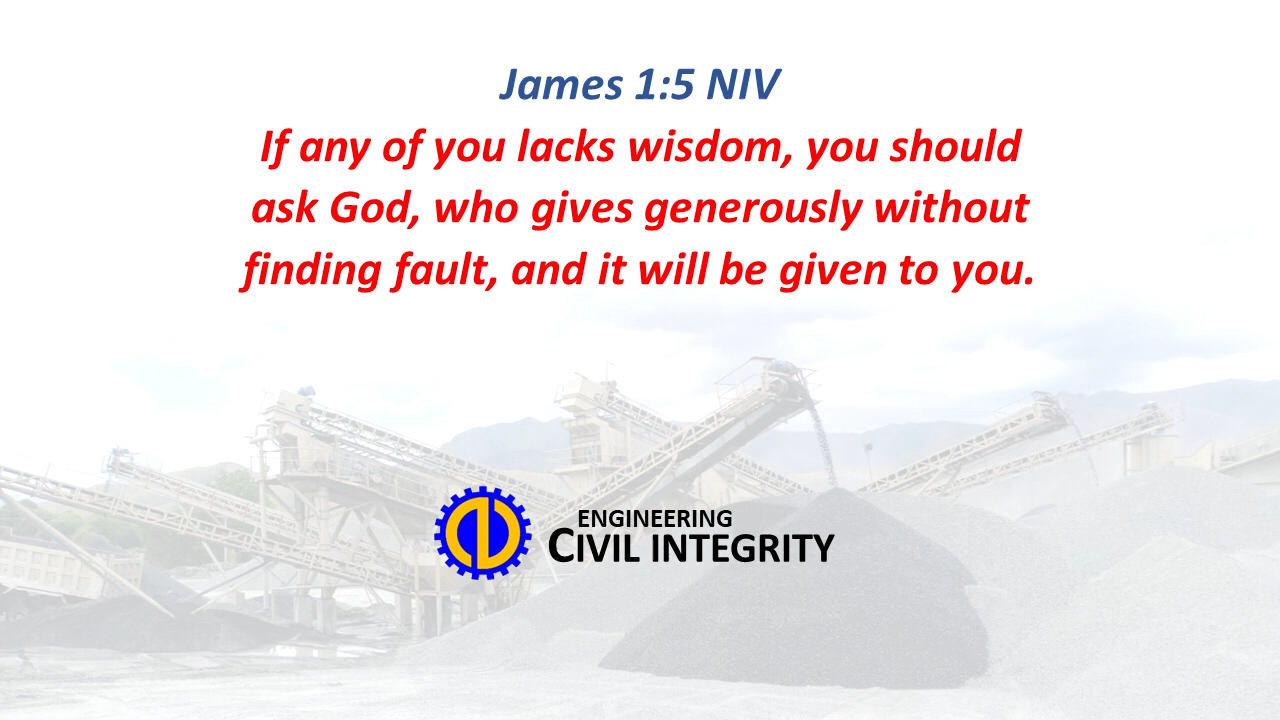 James 1:5 NIV
If any of you lacks wisdom, you should
ask God, who gives generously without
finding fault, and it will be given to you.
ENGINEERING
CIVIL INTEGRITY